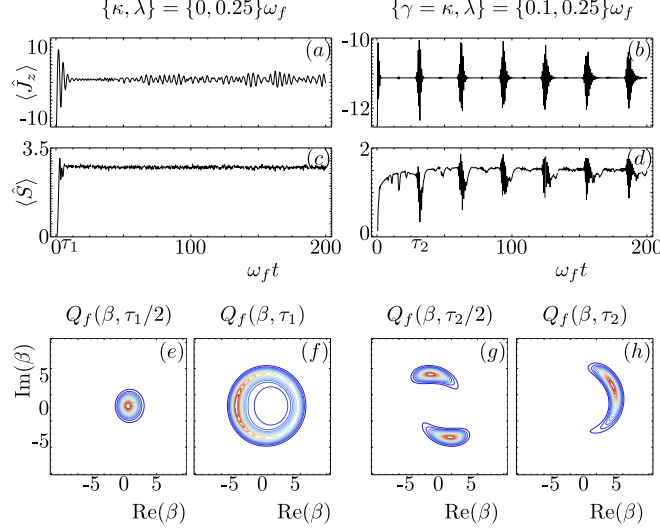 {κ, λ} = {0, 0.25}ω_f {γ = κ, λ} = {0.1, 0.25}ω_f
10 (a) -10 (b)
⟨Ĵ_z⟩
-10 -12
3.5 (c) 2 (d)
⟨Ŝ⟩
0 0
0 τ_1 100 200 0 τ_2 100 200
ω_f t ω_f t
Q_f(β, τ_1/2) Q_f(β, τ_1) Q_f(β, τ_2/2) Q_f(β, τ_2)
(e) (f) (g) (h)
Im(β)
5
0
-5
-5 0 5 -5 0 5 -5 0 5 -5 0 5
Re(β) Re(β) Re(β) Re(β)